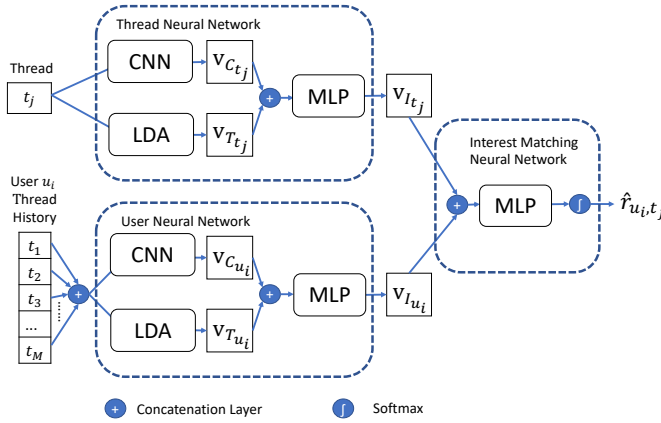 Thread Neural Network
Thread
t_j
CNN
v_{C_{t_j}}
LDA
v_{T_{t_j}}
+
MLP
v_{I_{t_j}}
Interest Matching
Neural Network
+
MLP
∫
r̂_{u_i,t_j}
User u_i
Thread
History
t_1
t_2
t_3
...
t_M
+
User Neural Network
CNN
v_{C_{u_i}}
LDA
v_{T_{u_i}}
+
MLP
v_{I_{u_i}}
+ Concatenation Layer
∫ Softmax